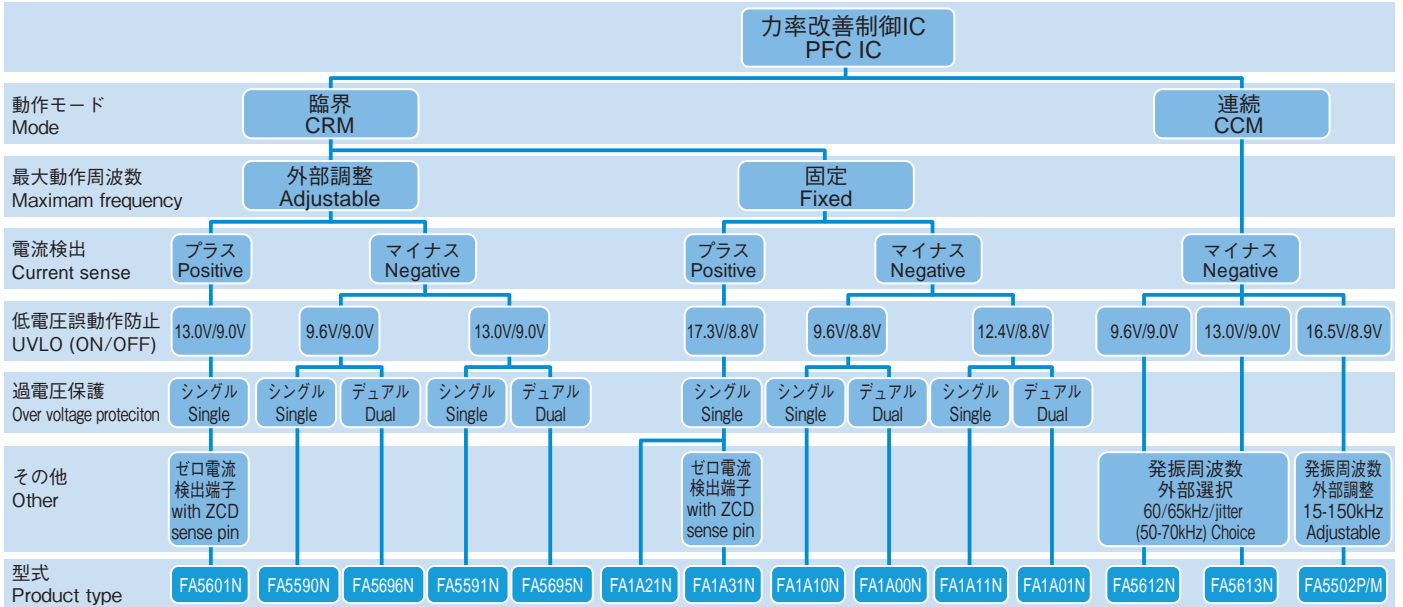 力率改善制御IC
PFC IC
動作モード
Mode
臨界
CRM
連続
CCM
最大動作周波数
Maximam frequency
外部調整
Adjustable
固定
Fixed
電流検出
Current sense
プラス
Positive
マイナス
Negative
プラス
Positive
マイナス
Negative
マイナス
Negative
低電圧誤動作防止
UVLO (ON/OFF)
13.0V/9.0V
9.6V/9.0V
13.0V/9.0V
17.3V/8.8V
9.6V/8.8V
12.4V/8.8V
9.6V/9.0V
13.0V/9.0V
16.5V/8.9V
過電圧保護
Over voltage proteciton
シングル
Single
シングル
Single
デュアル
Dual
シングル
Single
デュアル
Dual
シングル
Single
シングル
Single
デュアル
Dual
シングル
Single
デュアル
Dual
その他
Other
ゼロ電流
検出端子
with ZCD
sense pin
ゼロ電流
検出端子
with ZCD
sense pin
発振周波数
外部選択
60/65kHz/jitter
(50-70kHz) Choice
発振周波数
外部調整
15-150kHz
Adjustable
型式
Product type
FA5601N
FA5590N
FA5696N
FA5591N
FA5695N
FA1A21N
FA1A31N
FA1A10N
FA1A00N
FA1A11N
FA1A01N
FA5612N
FA5613N
FA5502P/M